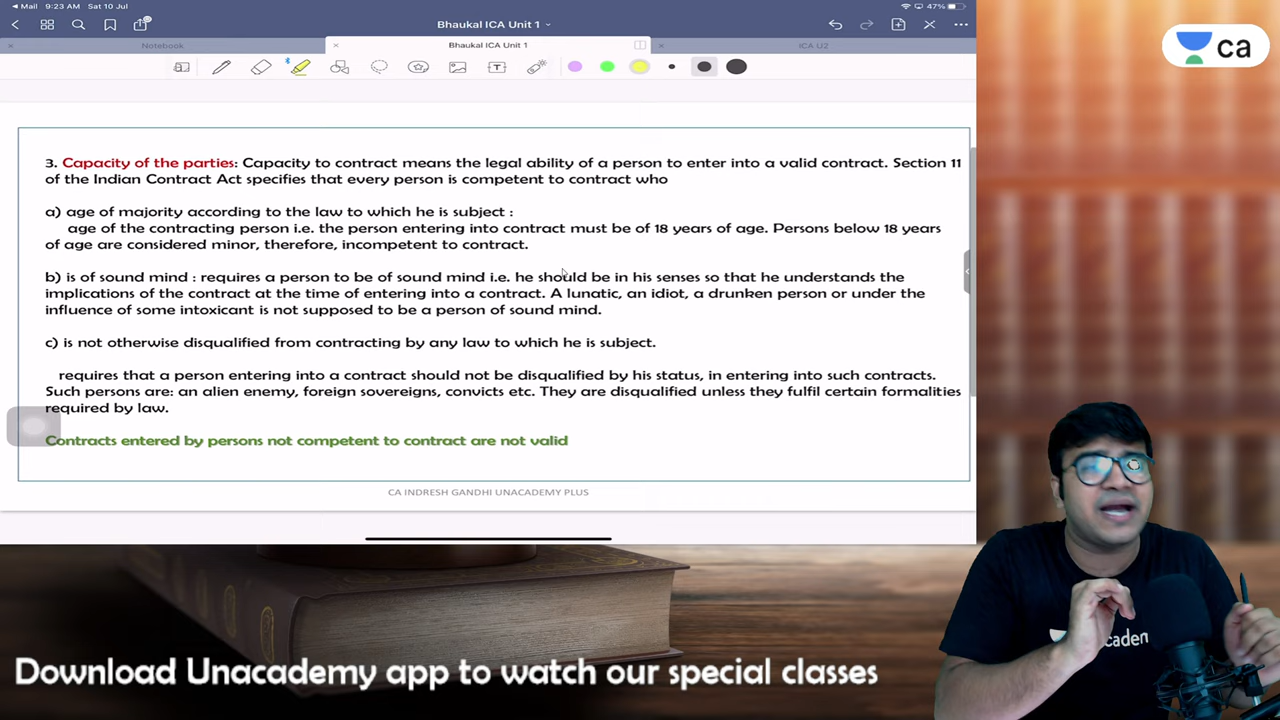 Mail 9:23 AM Sat 10 Jul
47%
Bhaukal ICA Unit 1
Notebook
Bhaukal ICA Unit 1
ICA U2
T
ca
3. Capacity of the parties: Capacity to contract means the legal ability of a person to enter into a valid contract. Section 11
of the Indian Contract Act specifies that every person is competent to contract who
a) age of majority according to the law to which he is subject :
age of the contracting person i.e. the person entering into contract must be of 18 years of age. Persons below 18 years
of age are considered minor, therefore, incompetent to contract.
b) is of sound mind : requires a person to be of sound mind i.e. he should be in his senses so that he understands the
implications of the contract at the time of entering into a contract. A lunatic, an idiot, a drunken person or under the
influence of some intoxicant is not supposed to be a person of sound mind.
c) is not otherwise disqualified from contracting by any law to which he is subject.
requires that a person entering into a contract should not be disqualified by his status, in entering into such contracts.
Such persons are: an alien enemy, foreign sovereigns, convicts etc. They are disqualified unless they fulfil certain formalities
required by law.
Contracts entered by persons not competent to contract are not valid
CA INDRESH GANDHI UNACADEMY PLUS
caden
Download Unacademy app to watch our special classes